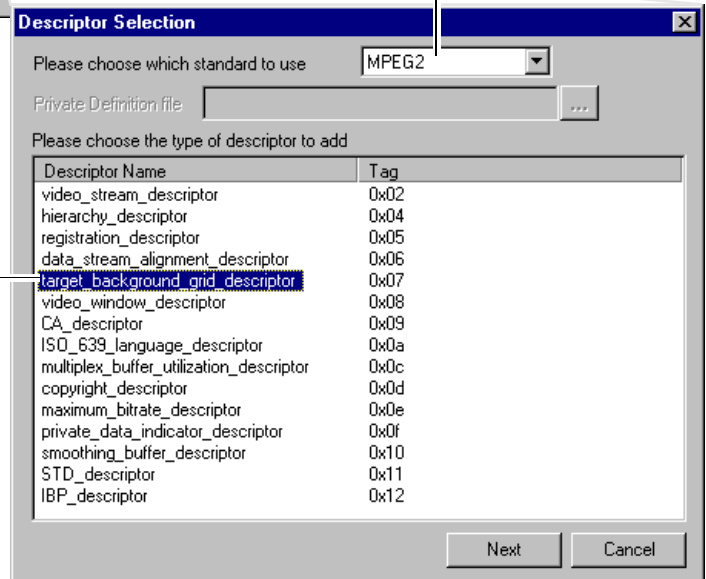 Descriptor Selection
Please choose which standard to use MPEG2
Private Definition file ...
Please choose the type of descriptor to add
Descriptor Name Tag
video_stream_descriptor 0x02
hierarchy_descriptor 0x04
registration_descriptor 0x05
data_stream_alignment_descriptor 0x06
target_background_grid_descriptor 0x07
video_window_descriptor 0x08
CA_descriptor 0x09
ISO_639_language_descriptor 0x0a
multiplex_buffer_utilization_descriptor 0x0c
copyright_descriptor 0x0d
maximum_bitrate_descriptor 0x0e
private_data_indicator_descriptor 0x0f
smoothing_buffer_descriptor 0x10
STD_descriptor 0x11
IBP_descriptor 0x12
Next Cancel